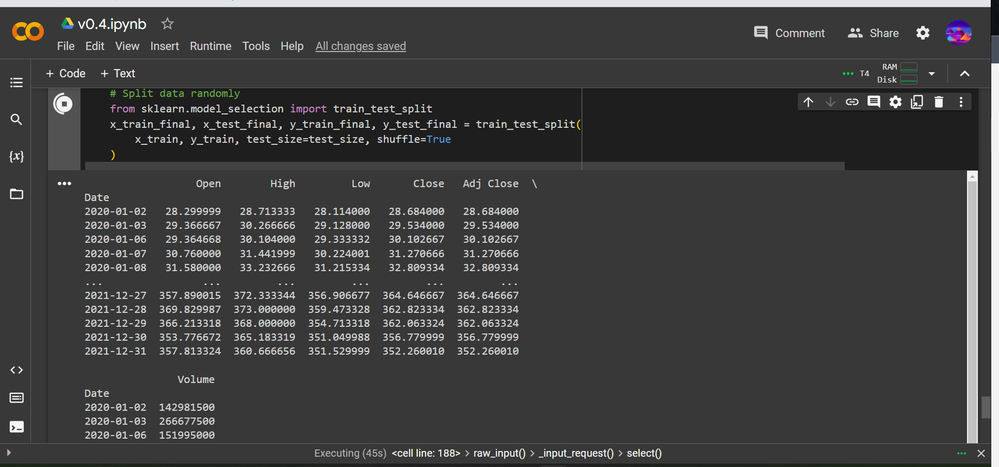 v0.4.ipynb
File Edit View Insert Runtime Tools Help All changes saved
Comment Share
+ Code + Text
T4 RAM
Disk
# Split data randomly
from sklearn.model_selection import train_test_split
x_train_final, x_test_final, y_train_final, y_test_final = train_test_split(
x_train, y_train, test_size=test_size, shuffle=True
)
{x}
Open High Low Close Adj Close \
Date
2020-01-02 28.299999 28.713333 28.114000 28.684000 28.684000
2020-01-03 29.366667 30.266666 29.128000 29.534000 29.534000
2020-01-06 29.364668 30.104000 29.333332 30.102667 30.102667
2020-01-07 30.760000 31.441999 30.224001 31.270666 31.270666
2020-01-08 31.580000 33.232666 31.215334 32.809334 32.809334
... ... ... ... ... ...
2021-12-27 357.890015 372.333344 356.906677 364.646667 364.646667
2021-12-28 369.829987 373.000000 359.473328 362.823334 362.823334
2021-12-29 366.213318 368.000000 354.713318 362.063324 362.063324
2021-12-30 353.776672 365.183319 351.049988 356.779999 356.779999
2021-12-31 357.813324 360.666656 351.529999 352.260010 352.260010
Volume
Date
2020-01-02 142981500
2020-01-03 266677500
2020-01-06 151995000
Executing (45s) <cell line: 188> > raw_input() > _input_request() > select()